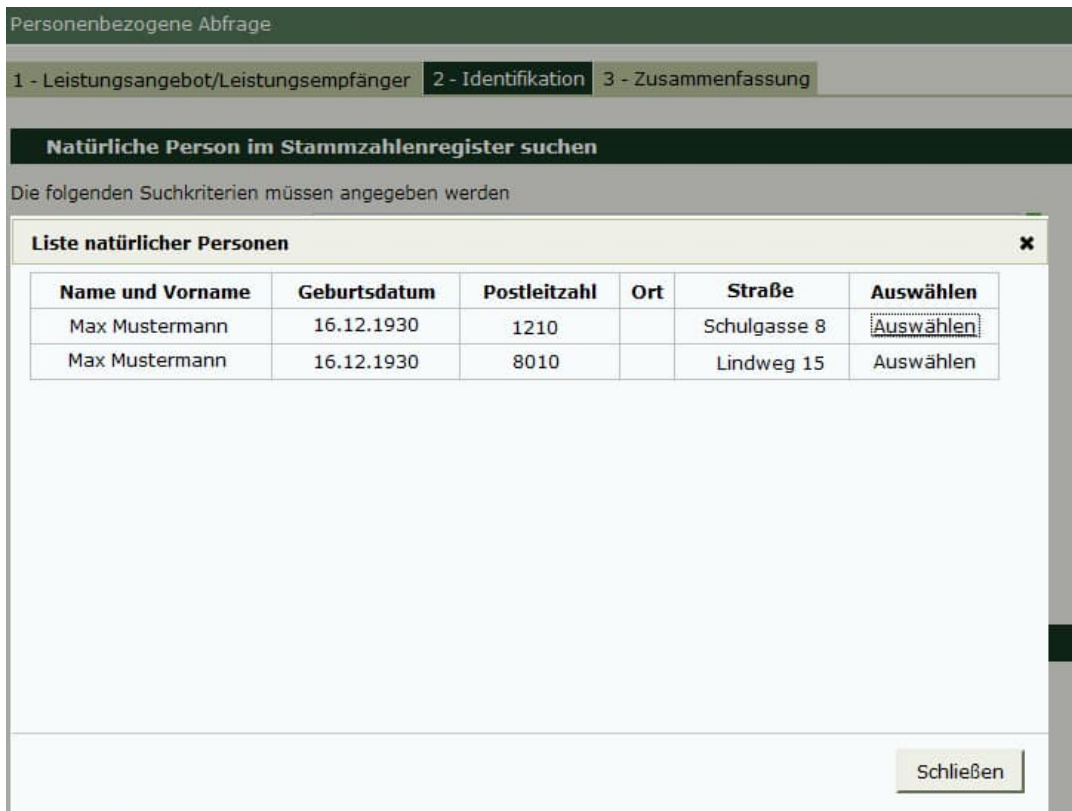 Personenbezogene Abfrage
1 - Leistungsangebot/Leistungsempfänger 2 - Identifikation 3 - Zusammenfassung
Natürliche Person im Stammzahlenregister suchen
Die folgenden Suchkriterien müssen angegeben werden
Liste natürlicher Personen
Name und Vorname Geburtsdatum Postleitzahl Ort Straße Auswählen
Max Mustermann 16.12.1930 1210 Schulgasse 8 Auswählen
Max Mustermann 16.12.1930 8010 Lindweg 15 Auswählen
Schließen